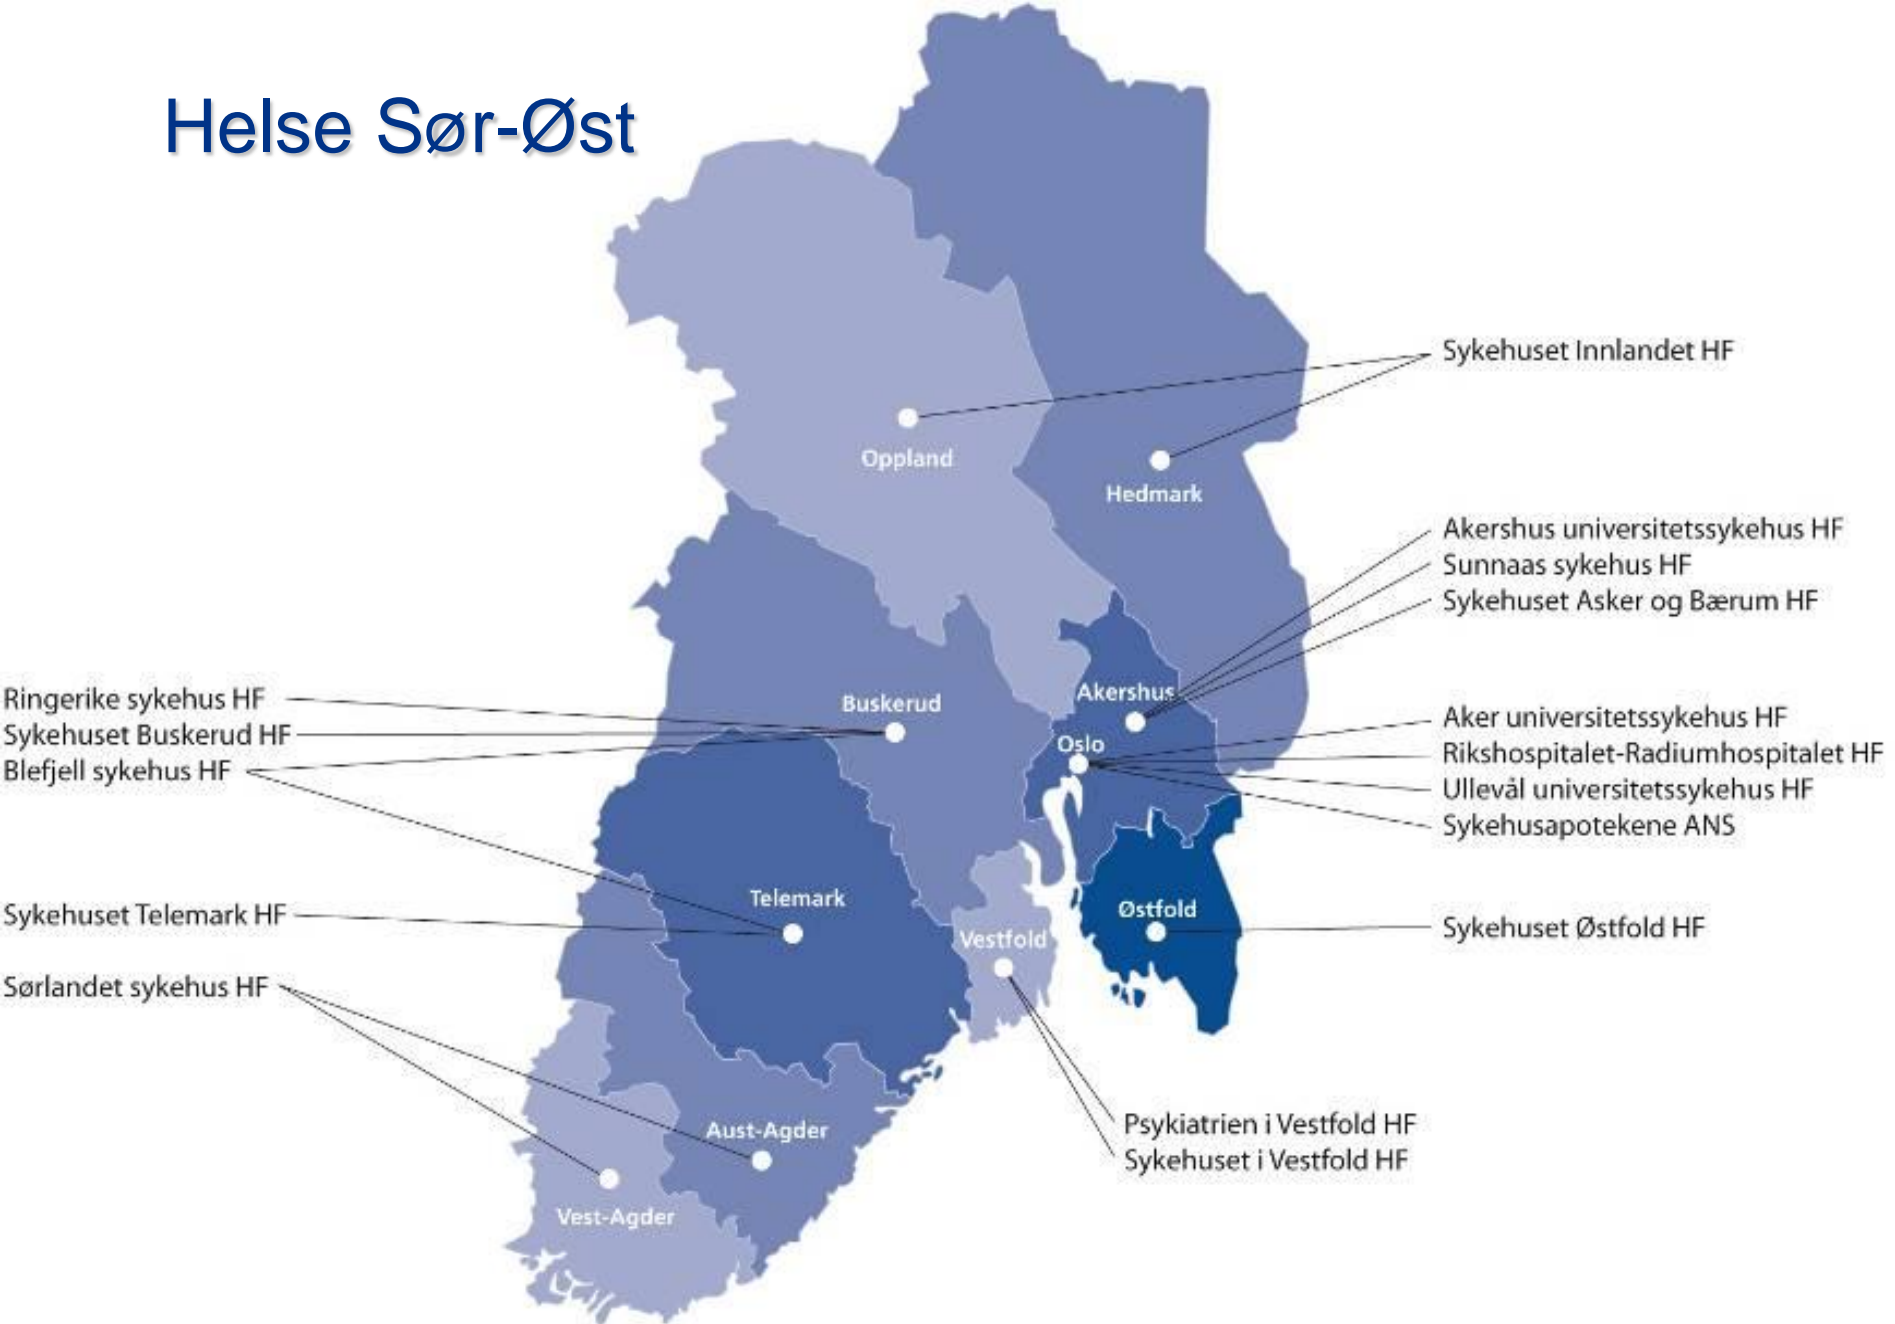 Helse Sør-Øst
Sykehuset Innlandet HF
Oppland
Hedmark
Akershus universitetssykehus HF
Sunnaas sykehus HF
Sykehuset Asker og Bærum HF
Ringerike sykehus HF
Sykehuset Buskerud HF
Blefjell sykehus HF
Buskerud
Akershus
Oslo
Aker universitetssykehus HF
Rikshospitalet-Radiumhospitalet HF
Ullevål universitetssykehus HF
Sykehusapotekene ANS
Telemark
Sykehuset Telemark HF
Vestfold
Østfold
Sykehuset Østfold HF
Sørlandet sykehus HF
Aust-Agder
Vest-Agder
Psykiatrien i Vestfold HF
Sykehuset i Vestfold HF